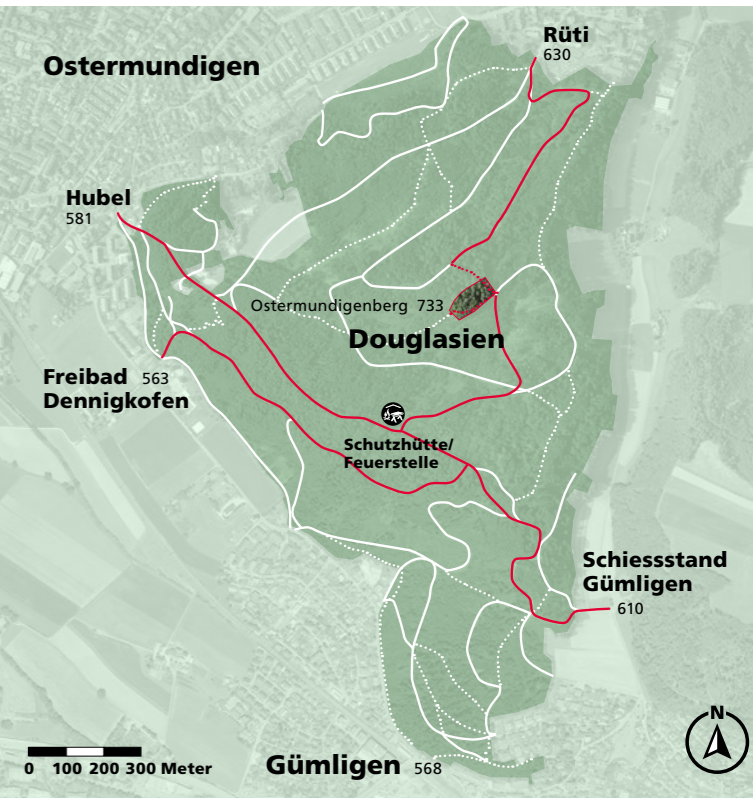 Rüti
630
Ostermundigen
Hubel
581
Ostermundigenberg 733
Douglasien
Freibad 563
Dennigkofen
Schutzhütte/
Feuerstelle
Schiessstand
Gümligen
610
N
0 100 200 300 Meter
Gümligen 568